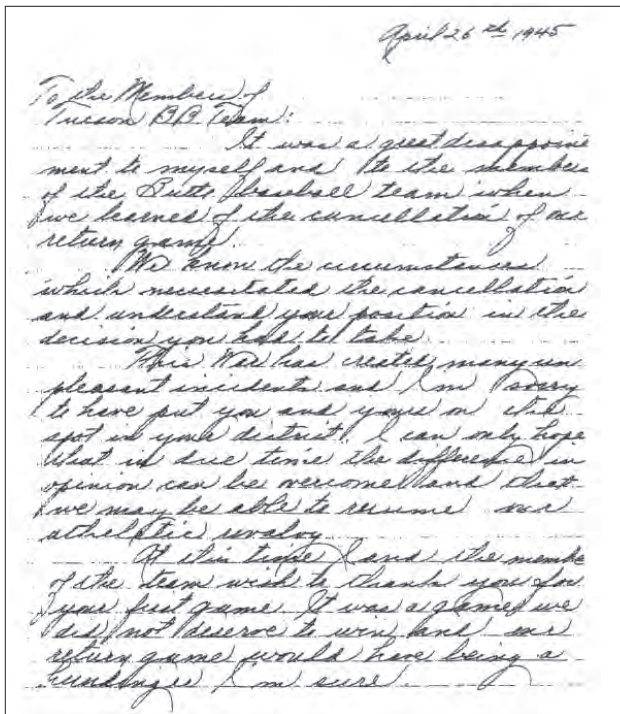 April 26th 1945
To the Members of
Tucson BB Team:
It was a great disappoint
ment to myself and to the members
of the Butte baseball team when
we learned of the cancellation of our
return game.
We know the circumstances
which necessitated the cancellation
and understand your position in the
decision you had to take.
This War has created many un
pleasant incidents and I'm sorry
to have put you and yours on the
spot in your district. I can only hope
that in due time the difference in
opinion can be overcome and that
we may be able to resume our
athletic rivalry.
At this time I and the members
of the team wish to thank you for
your first game. It was a game we
did not deserve to win and our
return game would have being a
humdinger I'm sure.